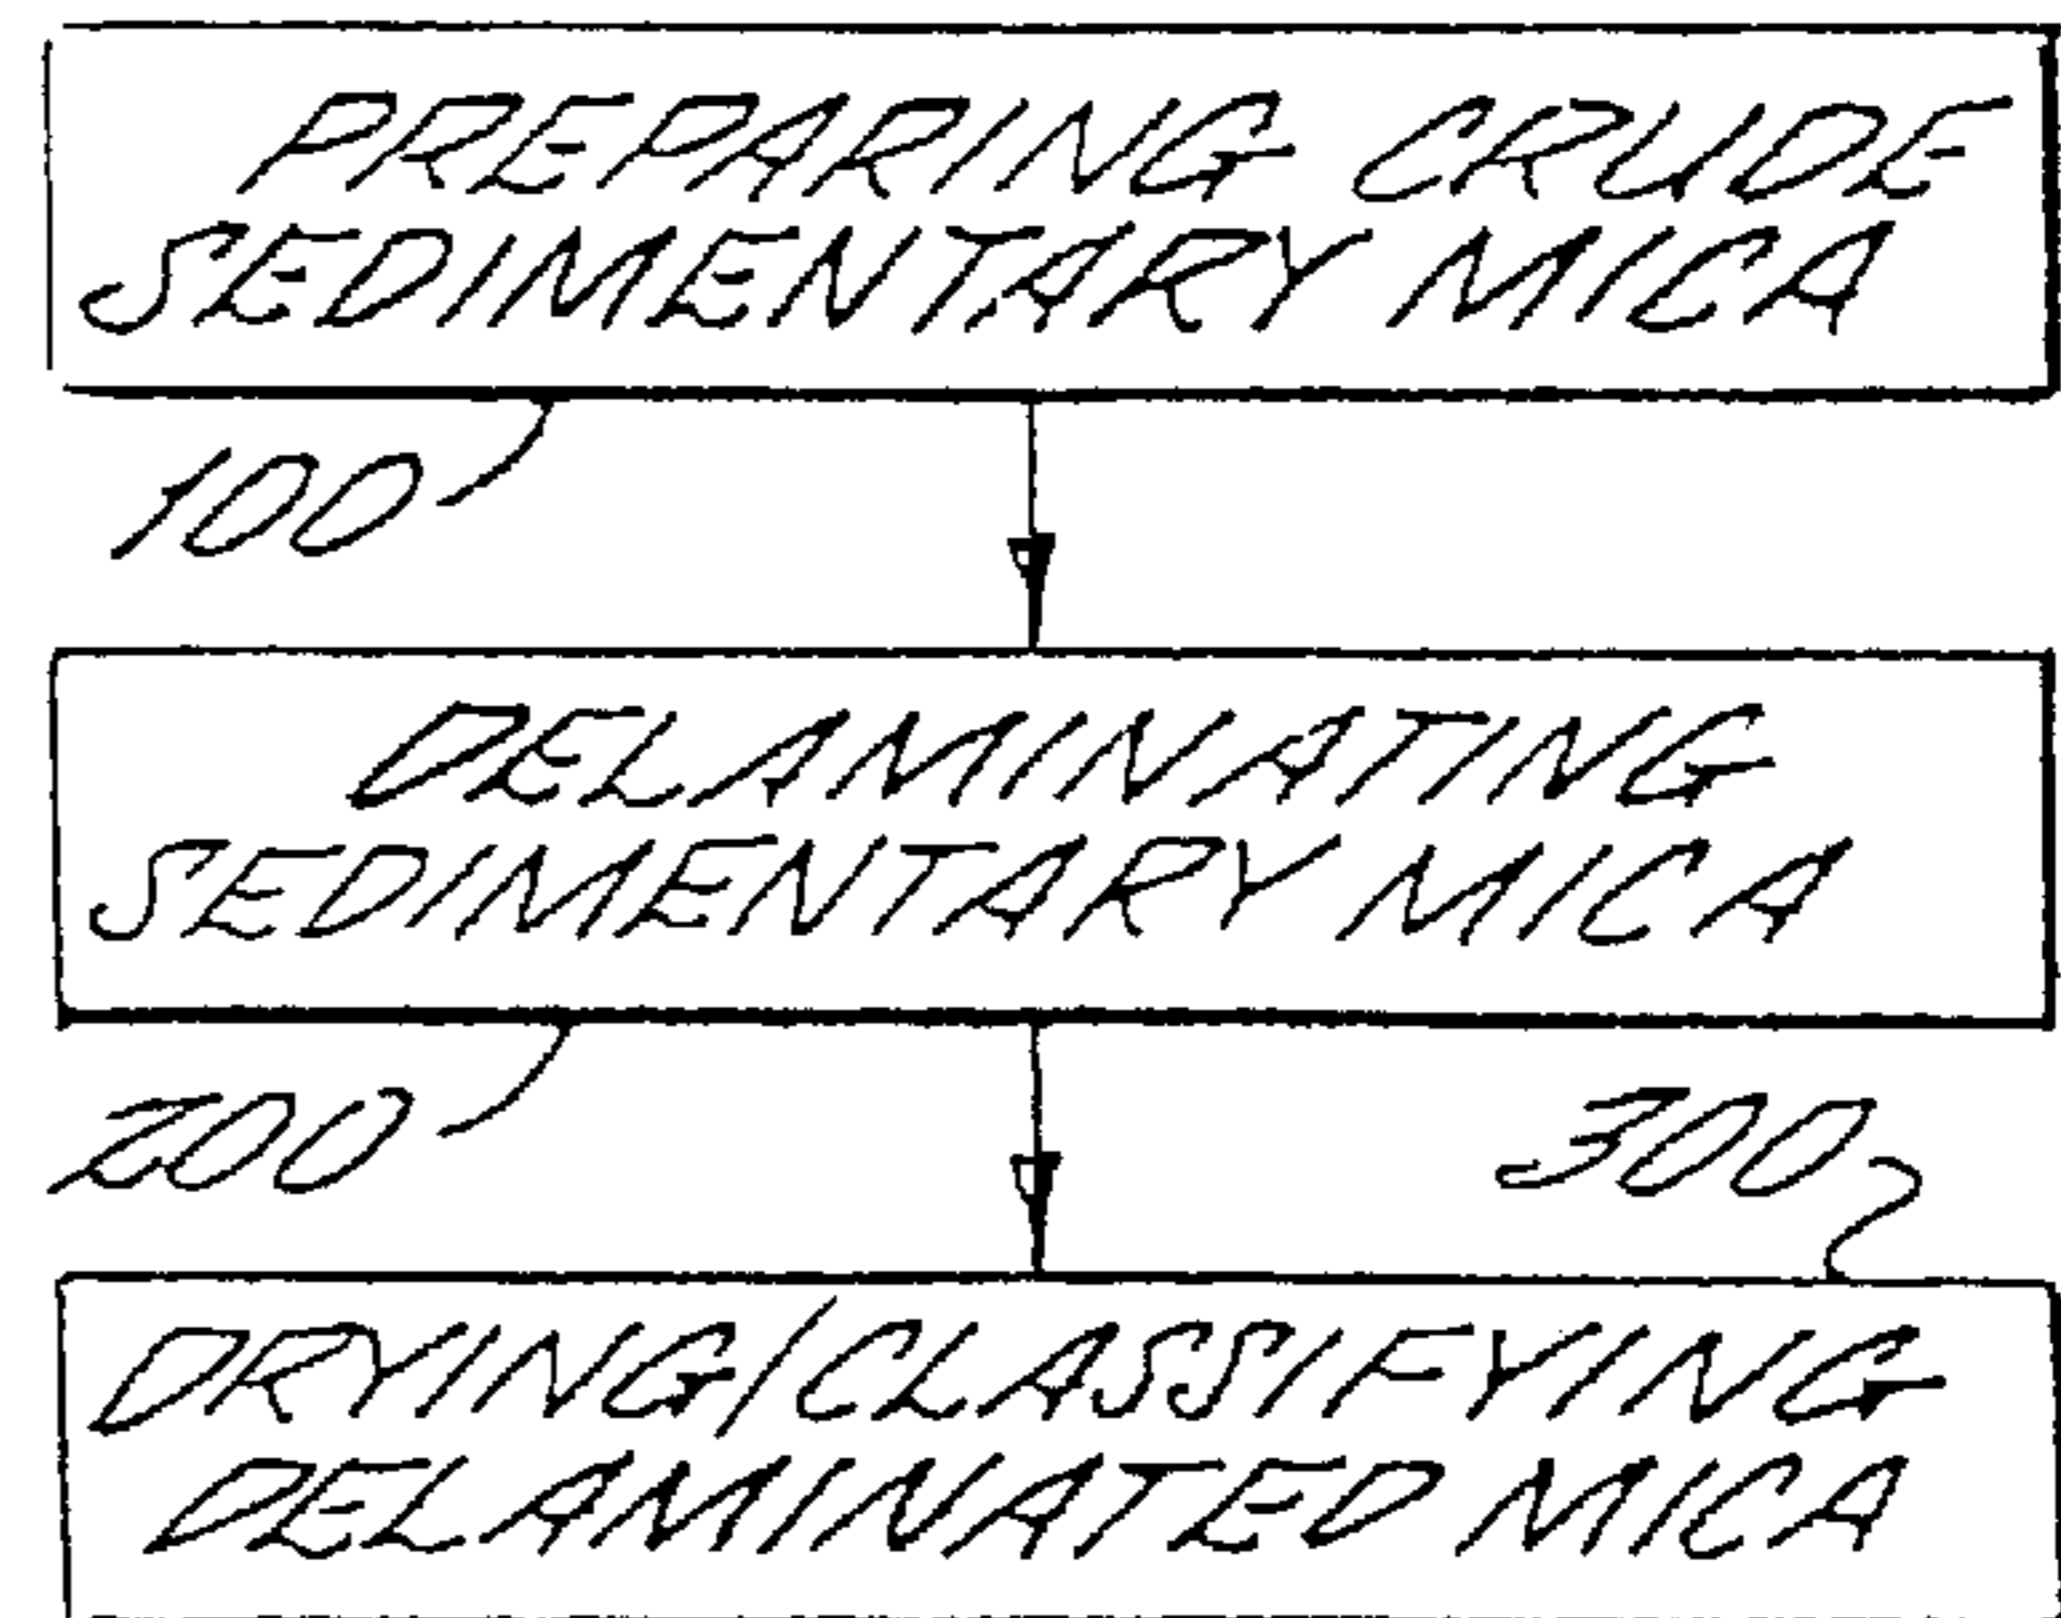 PREPARING CRUDE
SEDIMENTARY MICA
100
DELAMINATING
SEDIMENTARY MICA
200
300
DRYING/CLASSIFYING
DELAMINATED MICA